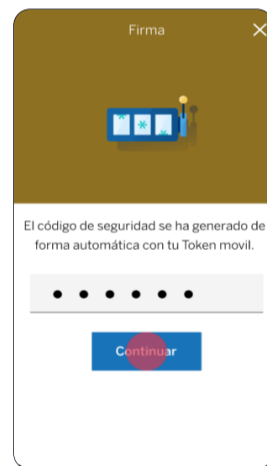 Firma
El código de seguridad se ha generado de
forma automática con tu Token movil.
Continuar